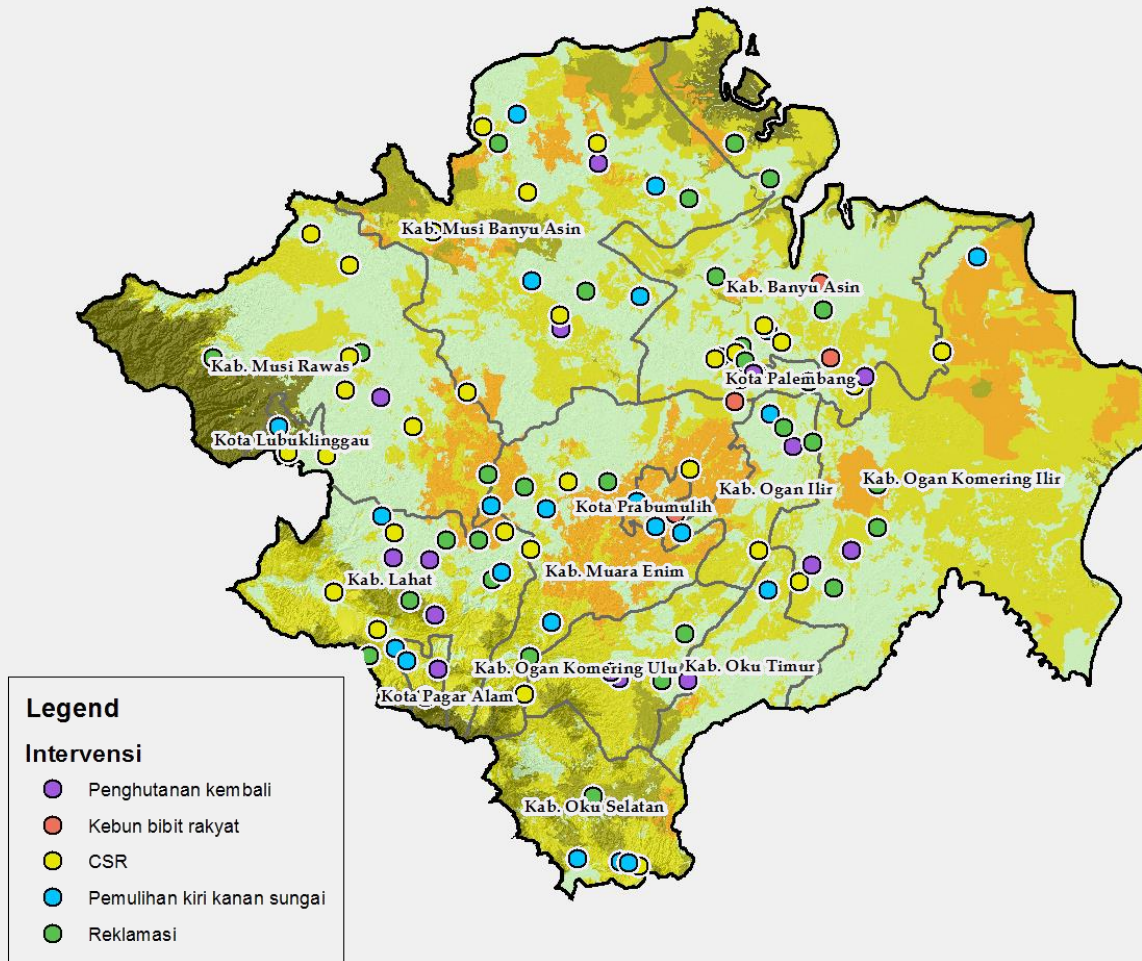 Kab. Musi Banyu Asin
Kab. Banyu Asin
Kab. Musi Rawas
Kota Palembang
Kota Lubuklinggau
Kab. Ogan Ilir
Kab. Ogan Komering Ilir
Kota Prabumulih
Kab. Muara Enim
Kab. Lahat
Kab. Ogan Komering Ulu
Kab. Oku Timur
Kota Pagar Alam
Kab. Oku Selatan
Legend
Intervensi
Penghutanan kembali
Kebun bibit rakyat
CSR
Pemulihan kiri kanan sungai
Reklamasi